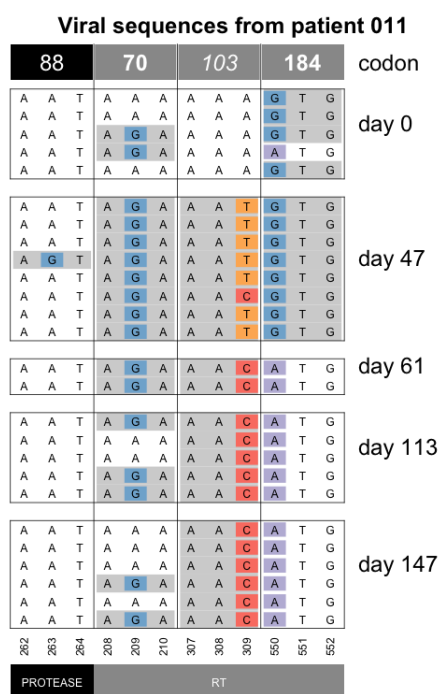 Viral sequences from patient 011
88 70 103 184 codon
A A T A A A A A A G T G
A A T A A A A A A G T G
A A T A G A A A A G T G day 0
A A T A G A A A A A T G
A A T A A A A A A G T G
A A T A G A A A T G T G
A A T A G A A A T G T G
A A T A G A A A T G T G
A G T A G A A A T G T G day 47
A A T A G A A A T G T G
A A T A G A A A C G T G
A A T A G A A A T G T G
A A T A G A A A T G T G
A A T A G A A A C A T G day 61
A A T A G A A A C A T G
A A T A G A A A C A T G
A A T A A A A A C A T G day 113
A A T A A A A A C A T G
A A T A G A A A C A T G
A A T A G A A A C A T G
A A T A A A A A C A T G
A A T A A A A A C A T G
A A T A A A A A C A T G day 147
A A T A G A A A C A T G
A A T A A A A A C A T G
A A T A G A A A C A T G
262 263 264 208 209 210 307 308 309 550 551 552
PROTEASE RT